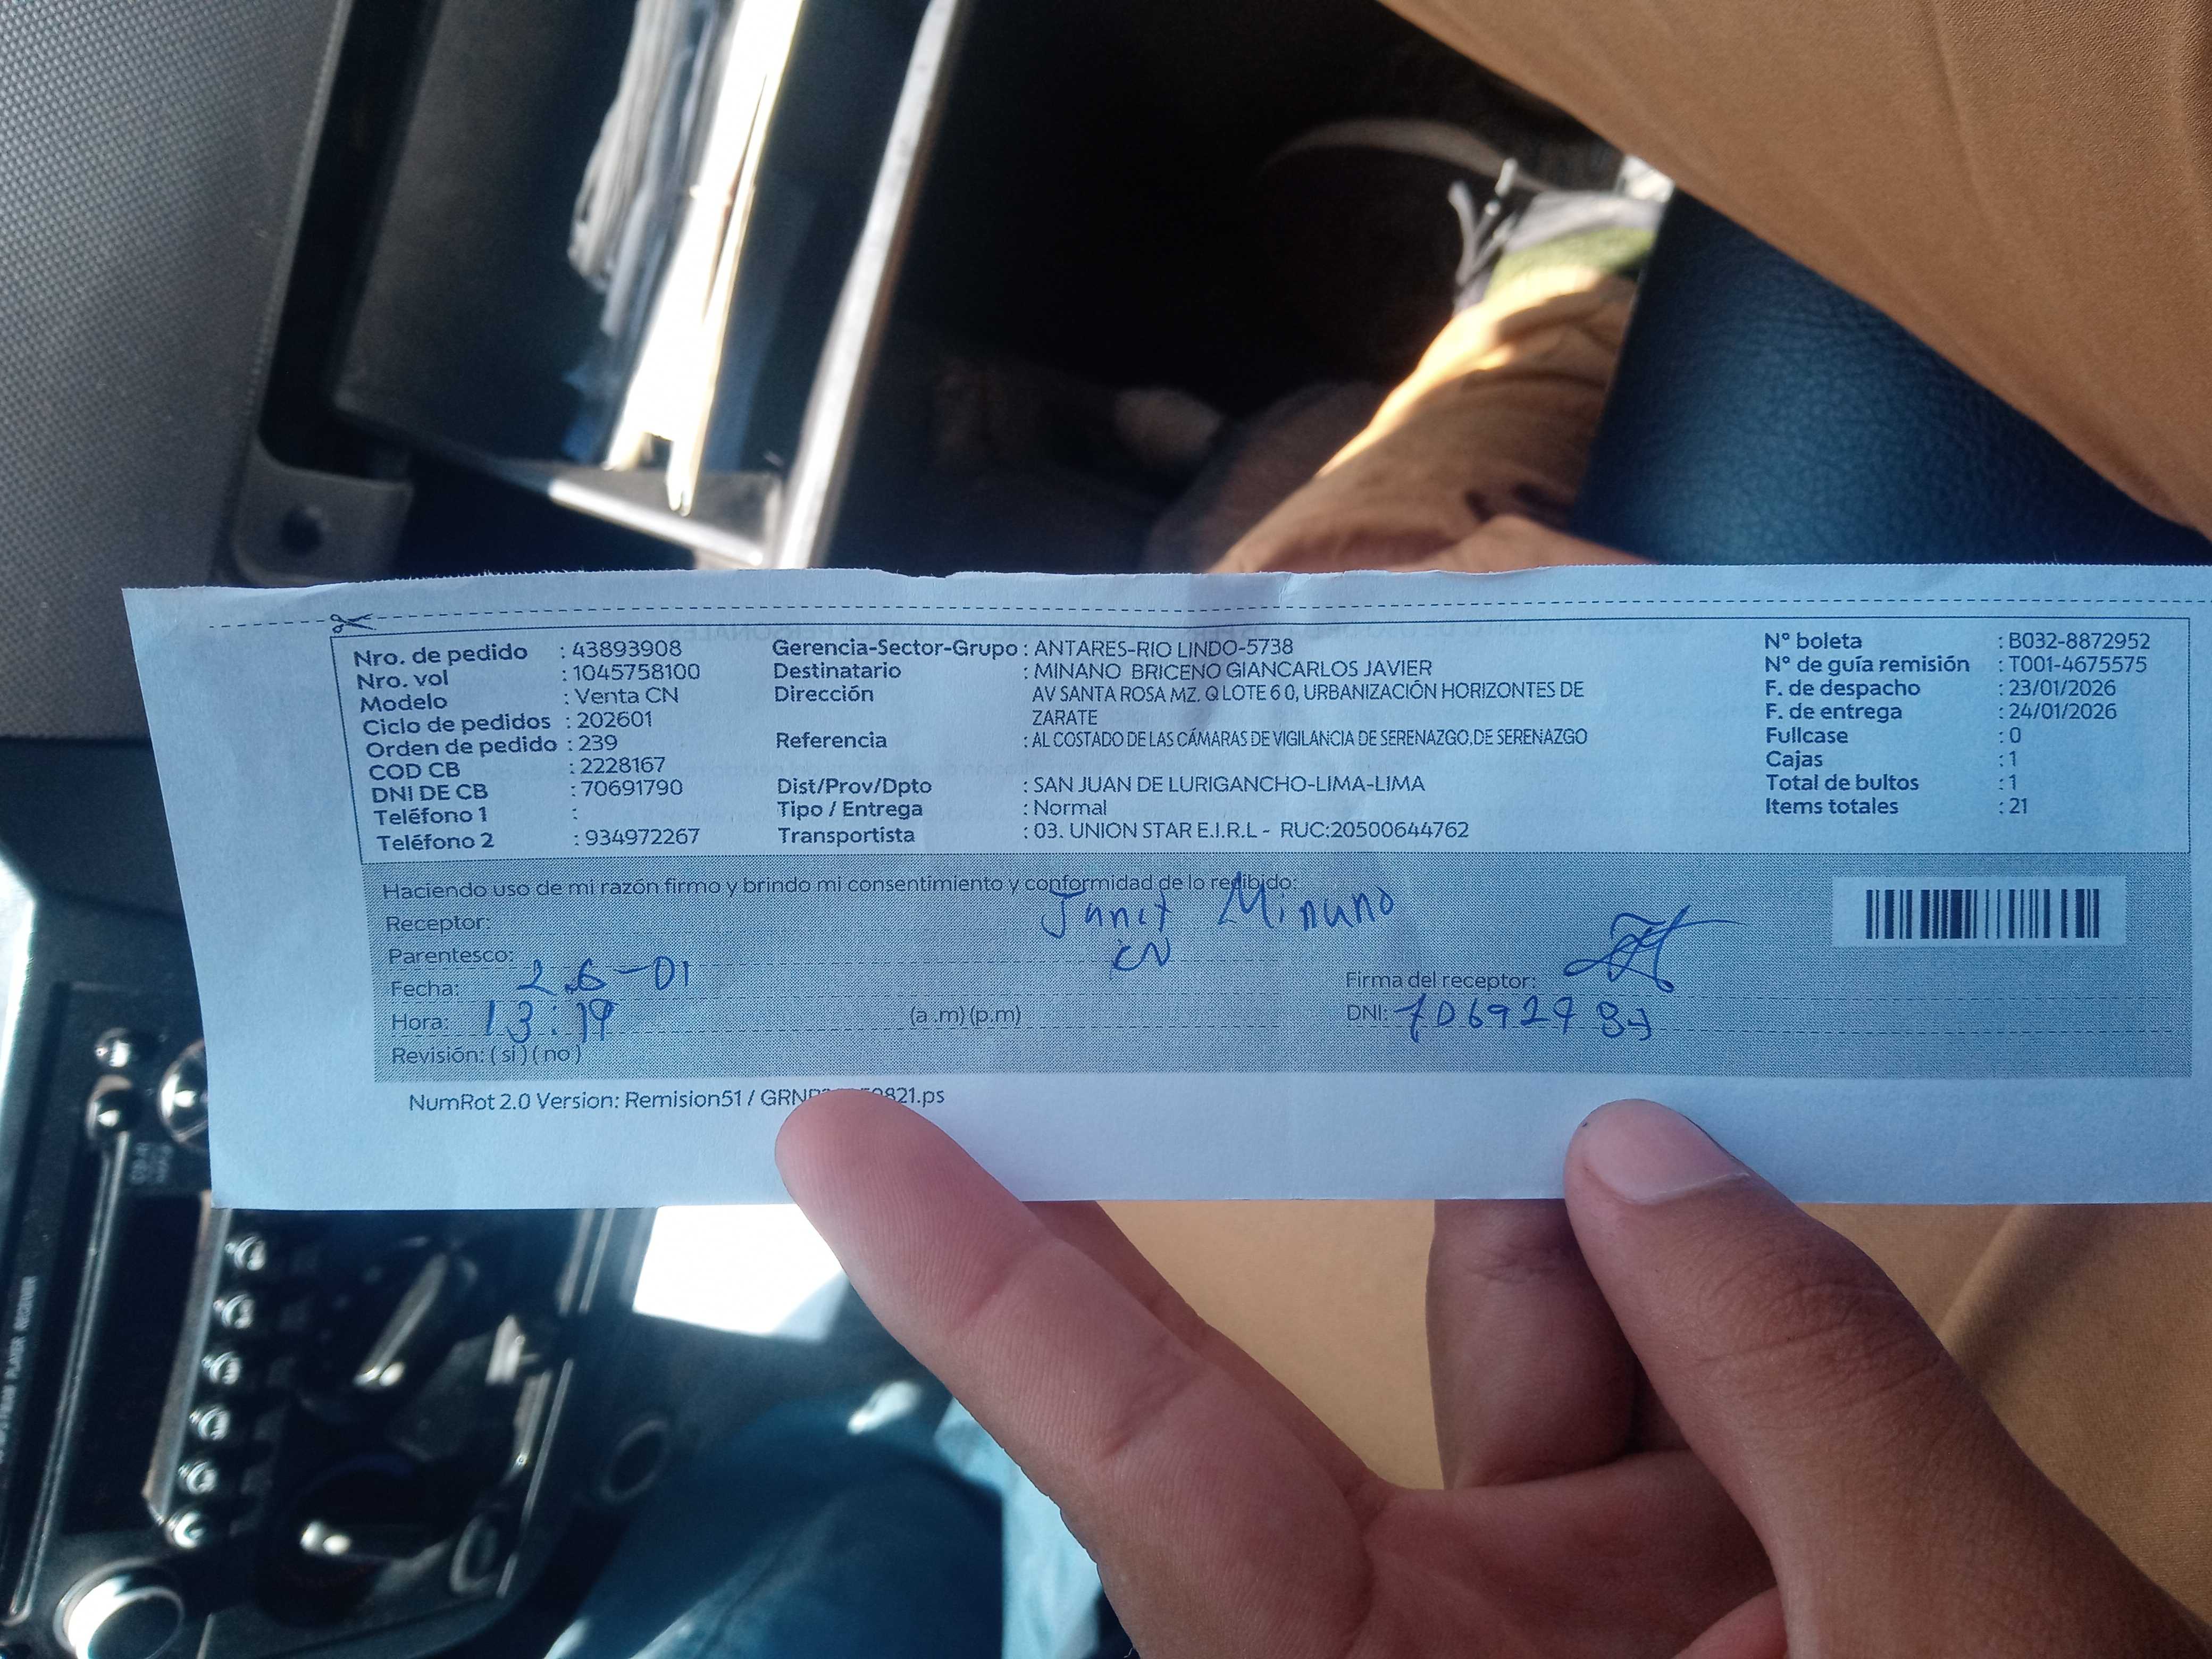 Nro. de pedido : 43893908
Nro. vol : 1045758100
Modelo : Venta CN
Ciclo de pedidos : 202601
Orden de pedido : 239
COD CB : 2228167
DNI DE CB : 70691790
Teléfono 1 :
Teléfono 2 : 934972267
Gerencia-Sector-Grupo : ANTARES-RIO LINDO-5738
Destinatario : MINANO BRICENO GIANCARLOS JAVIER
Dirección AV SANTA ROSA MZ. Q LOTE 6 0, URBANIZACIÓN HORIZONTES DE
ZARATE
Referencia : AL COSTADO DE LAS CÁMARAS DE VIGILANCIA DE SERENAZGO,DE SERENAZGO
Dist/Prov/Dpto : SAN JUAN DE LURIGANCHO-LIMA-LIMA
Tipo / Entrega : Normal
Transportista : 03. UNION STAR E.I.R.L - RUC:20500644762
N° boleta : B032-8872952
N° de guía remisión : T001-4675575
F. de despacho : 23/01/2026
F. de entrega : 24/01/2026
Fullcase : 0
Cajas : 1
Total de bultos : 1
Items totales : 21
Haciendo uso de mi razón firmo y brindo mi consentimiento y conformidad de lo recibido:
Receptor: Minano
Parentesco: CN
Fecha: 26-01
Hora: 13:19 (a .m) (p.m)
Revisión: ( si ) ( no )
Firma del receptor:
DNI:
NumRot 2.0 Version: Remision51 /